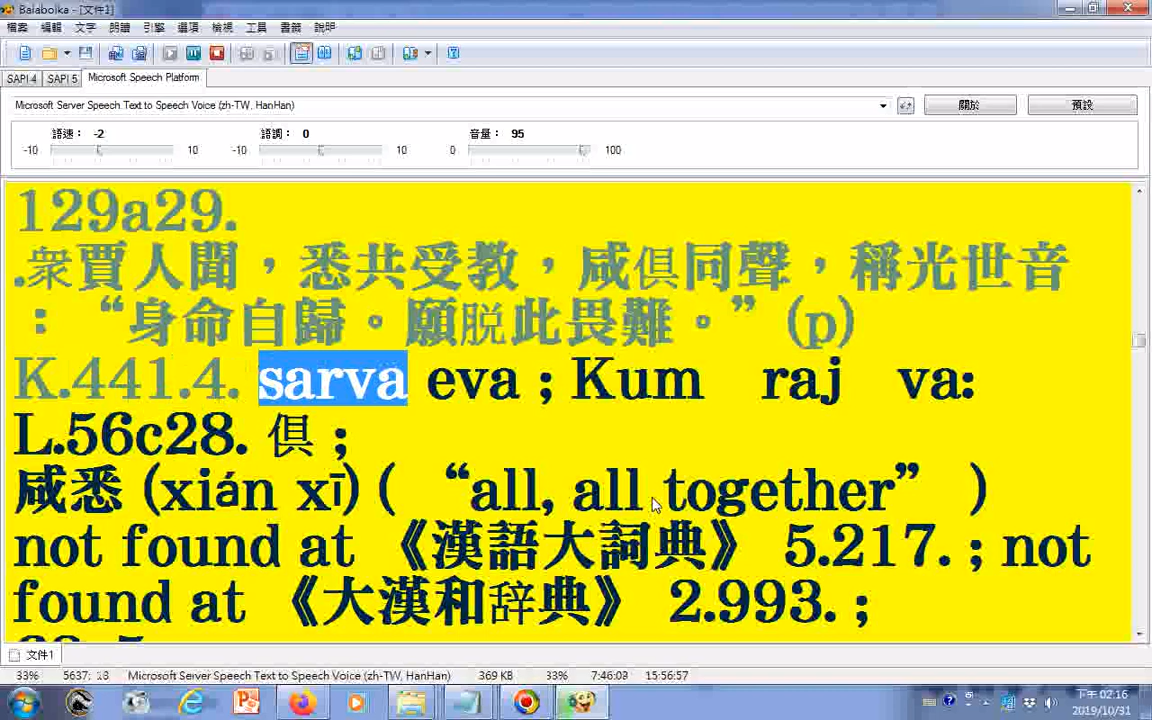 Balabolka - [文件1]
檔案 編輯 文字 朗讀 引擎 選項 檢視 工具 書籤 說明
SAPI 4 SAPI 5 Microsoft Speech Platform
Microsoft Server Speech Text to Speech Voice (zh-TW, HanHan) 關於 預設
語速： -2 語調： 0 音量： 95
-10 10 -10 10 0 100
129a29.
.衆賈人聞，悉共受教，咸俱同聲，稱光世音
：“身命自歸。願脱此畏難。”(p)
K.441.4. sarva eva ; Kum raj va:
L.56c28. 俱 ;
咸悉 (xián xī) ( “all, all together” )
not found at 《漢語大詞典》 5.217. ; not
found at 《大漢和辞典》 2.993. ;
文件1
33% 5637: 13 Microsoft Server Speech Text to Speech Voice (zh-TW, HanHan) 369 KB 33% 7:46:03 15:56:57
下午 02:16
2019/10/31